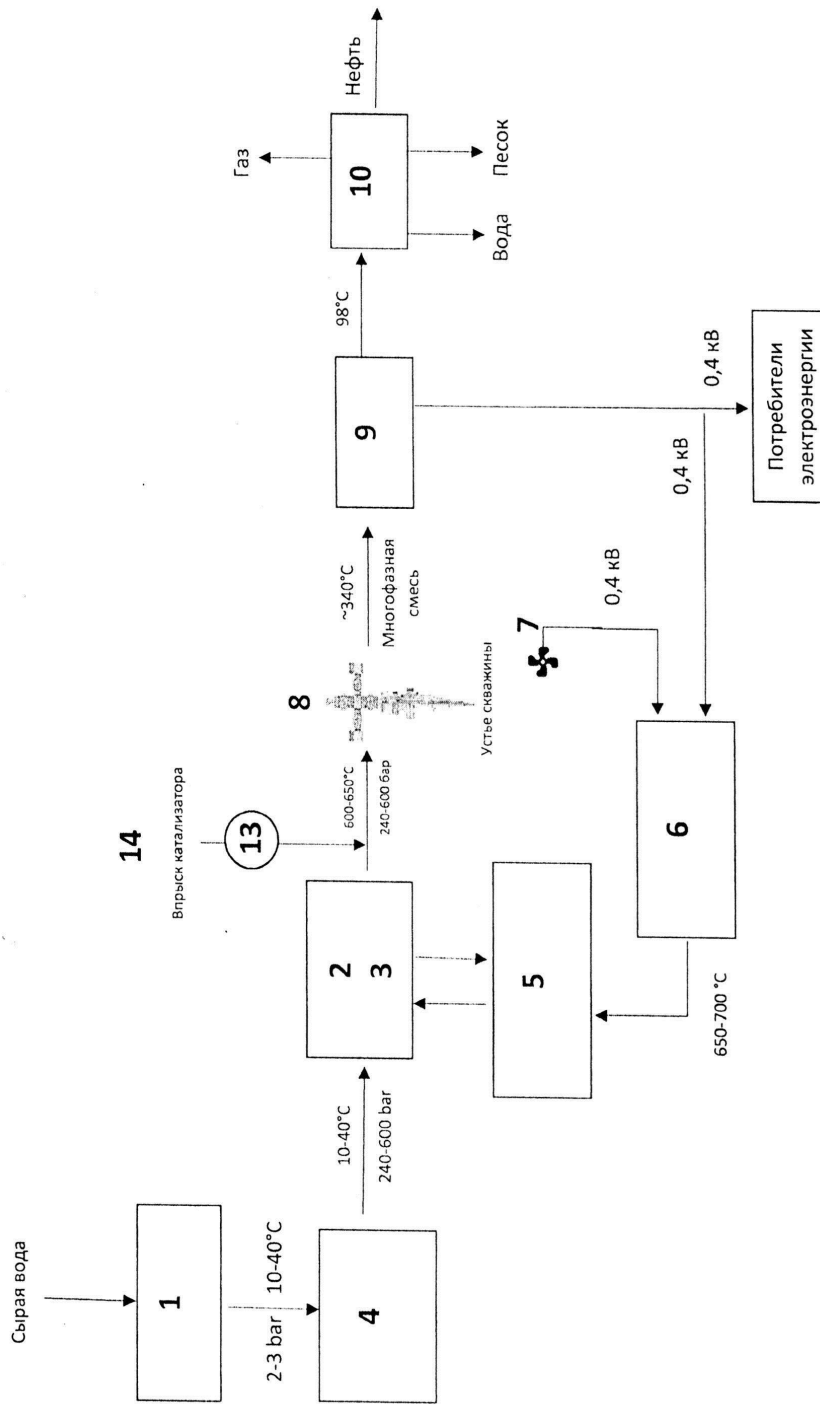 Сырая вода
1
2-3 bar 10-40°C
4
10-40°C
240-600 bar
2
3
5
14
Впрыск катализатора
13
600-650°C
240-600 бар
8
Устье скважины
~340°C
Многофазная
смесь
9
98°C
10
Газ
Нефть
Вода
Песок
7
0,4 кВ
0,4 кВ
0,4 кВ
6
650-700 °C
Потребители
электроэнергии